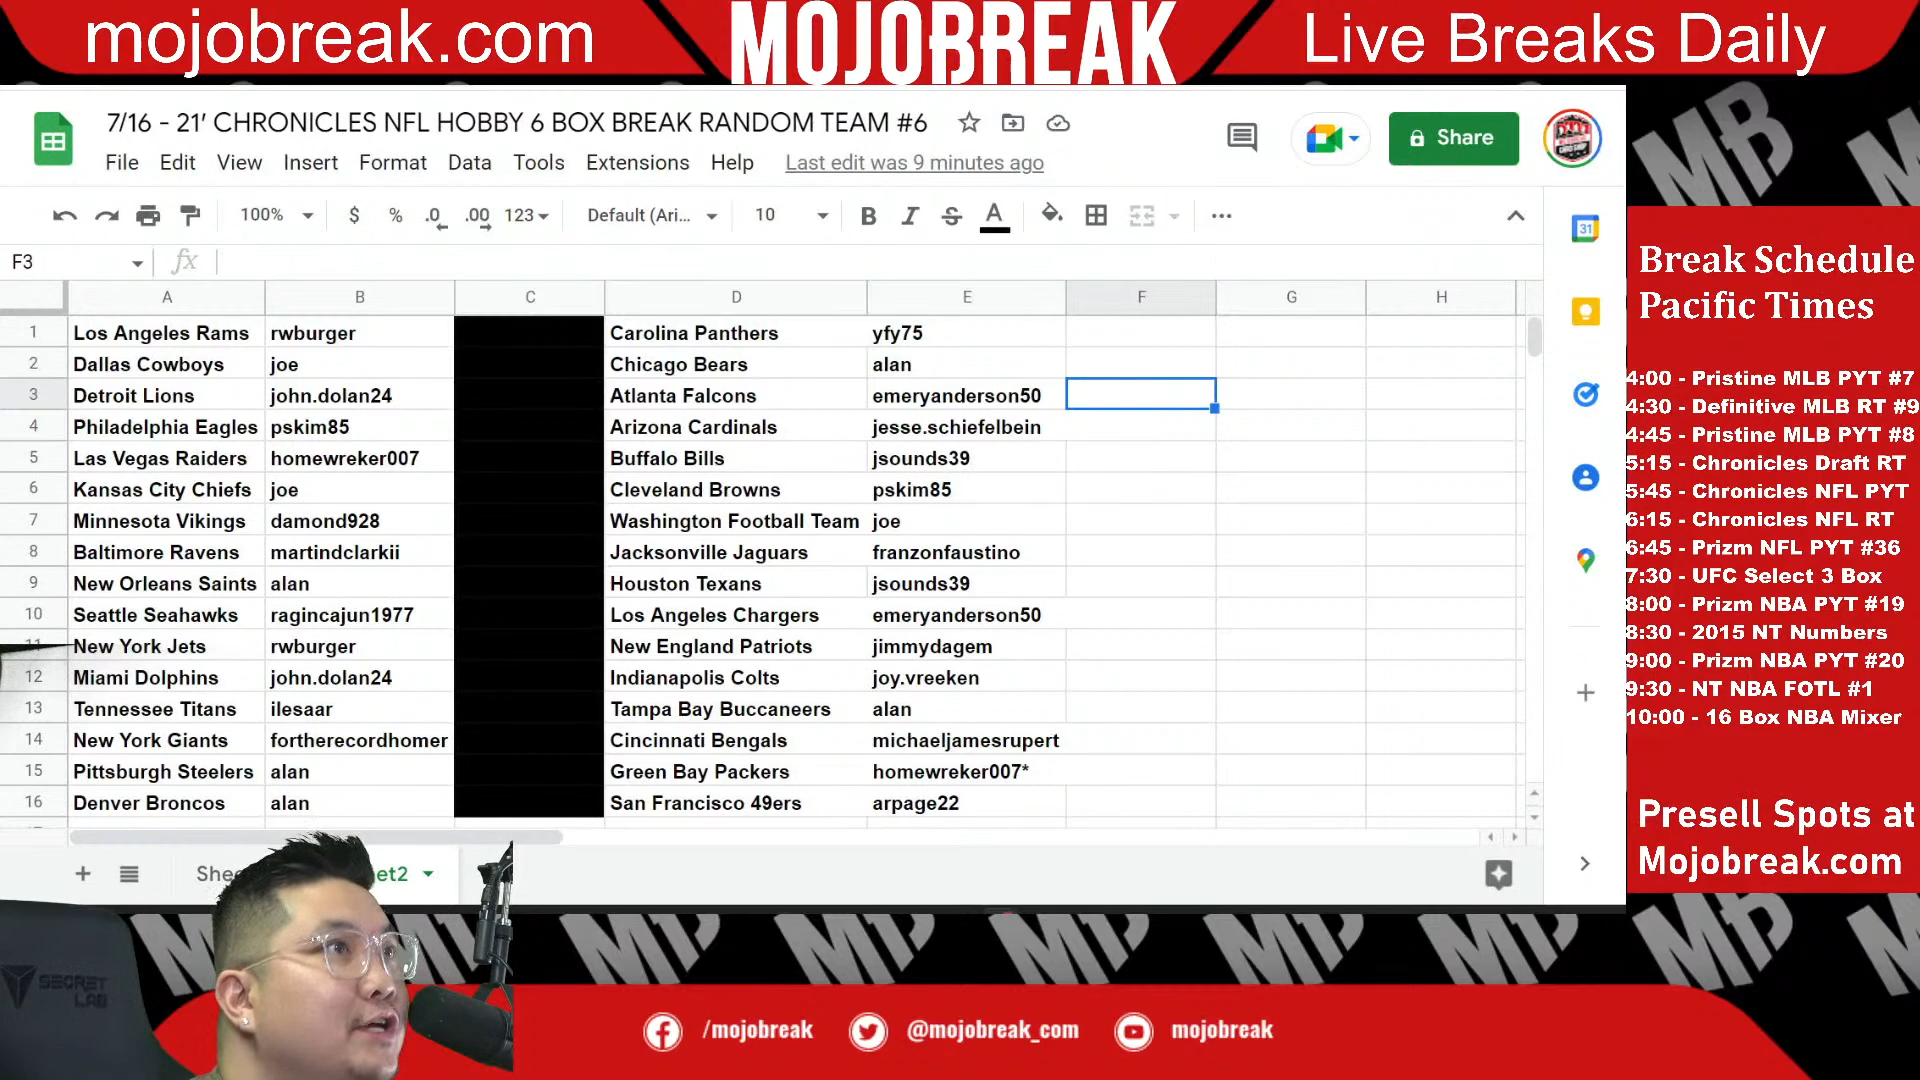 mojobreak.com
MOJOBREAK
Live Breaks Daily
7/16 - 21' CHRONICLES NFL HOBBY 6 BOX BREAK RANDOM TEAM #6
Share
File Edit View Insert Format Data Tools Extensions Help Last edit was 9 minutes ago
100% $ % .0 .00 123 Default (Ari... 10 B I S A
F3 fx
A B C D E F G H
1 Los Angeles Rams rwburger Carolina Panthers yfy75
2 Dallas Cowboys joe Chicago Bears alan
3 Detroit Lions john.dolan24 Atlanta Falcons emeryanderson50
4 Philadelphia Eagles pskim85 Arizona Cardinals jesse.schiefelbein
5 Las Vegas Raiders homewreker007 Buffalo Bills jsounds39
6 Kansas City Chiefs joe Cleveland Browns pskim85
7 Minnesota Vikings damond928 Washington Football Team joe
8 Baltimore Ravens martindclarkii Jacksonville Jaguars franzonfaustino
9 New Orleans Saints alan Houston Texans jsounds39
10 Seattle Seahawks ragincajun1977 Los Angeles Chargers emeryanderson50
11 New York Jets rwburger New England Patriots jimmydagem
12 Miami Dolphins john.dolan24 Indianapolis Colts joy.vreeken
13 Tennessee Titans ilesaar Tampa Bay Buccaneers alan
14 New York Giants fortherecordhomer Cincinnati Bengals michaeljamesrupert
15 Pittsburgh Steelers alan Green Bay Packers homewreker007*
16 Denver Broncos alan San Francisco 49ers arpage22
31
Break Schedule
Pacific Times
4:00 - Pristine MLB PYT #7
4:30 - Definitive MLB RT #9
4:45 - Pristine MLB PYT #8
5:15 - Chronicles Draft RT
5:45 - Chronicles NFL PYT
6:15 - Chronicles NFL RT
6:45 - Prizm NFL PYT #36
7:30 - UFC Select 3 Box
8:00 - Prizm NBA PYT #19
8:30 - 2015 NT Numbers
9:00 - Prizm NBA PYT #20
9:30 - NT NBA FOTL #1
10:00 - 16 Box NBA Mixer
Presell Spots at
Mojobreak.com
SECRET
LAB
/mojobreak @mojobreak_com mojobreak